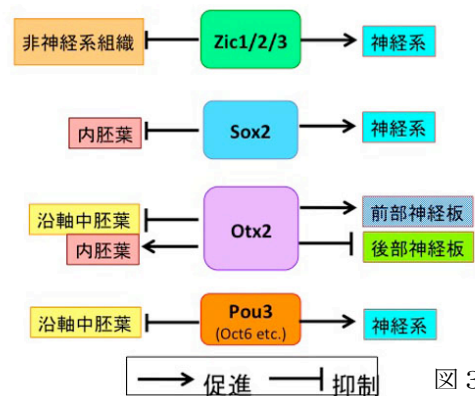 非神経系組織 Zic1/2/3 神経系
内胚葉 Sox2 神経系
沿軸中胚葉 Otx2 前部神経板
内胚葉 後部神経板
沿軸中胚葉 Pou3 神経系
(Oct6 etc.)
促進 抑制 図 3